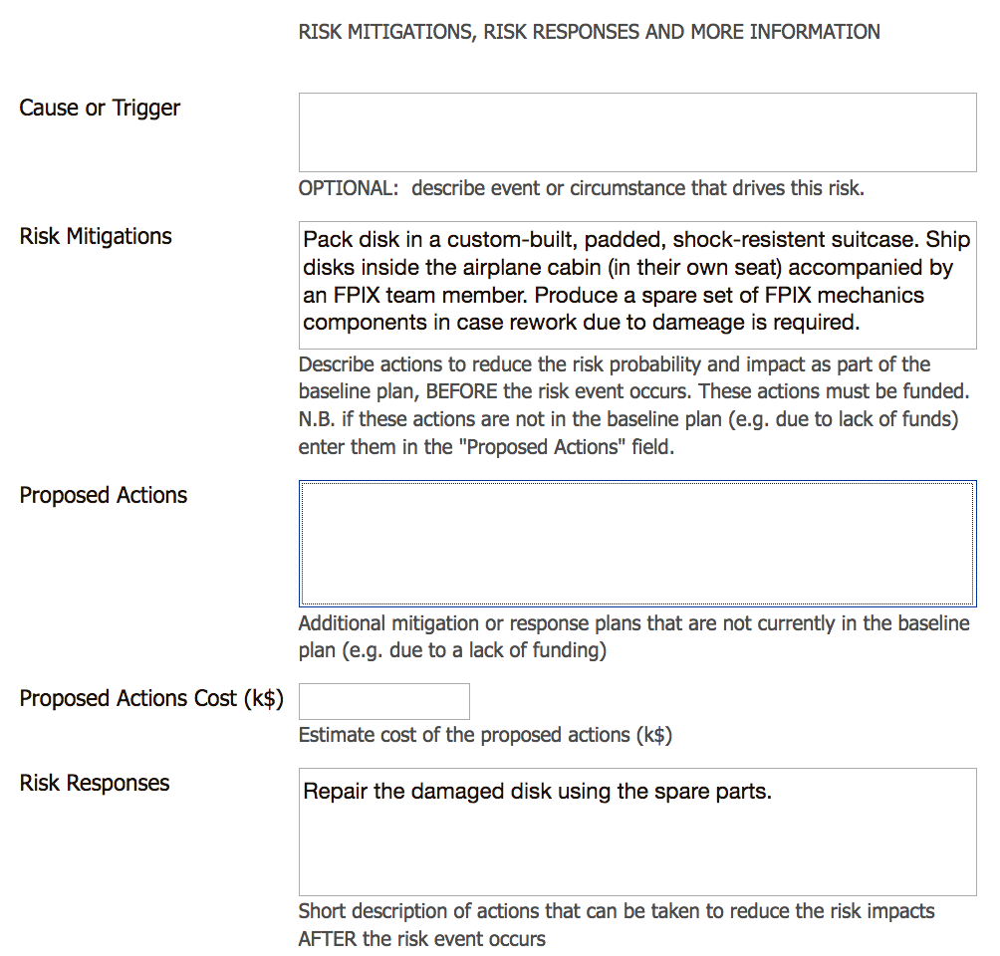 RISK MITIGATIONS, RISK RESPONSES AND MORE INFORMATION
Cause or Trigger
OPTIONAL:  describe event or circumstance that drives this risk.
Risk Mitigations
Pack disk in a custom-built, padded, shock-resistent suitcase. Ship
disks inside the airplane cabin (in their own seat) accompanied by
an FPIX team member. Produce a spare set of FPIX mechanics
components in case rework due to dameage is required.
Describe actions to reduce the risk probability and impact as part of the
baseline plan, BEFORE the risk event occurs. These actions must be funded.
N.B. if these actions are not in the baseline plan (e.g. due to lack of funds)
enter them in the "Proposed Actions" field.
Proposed Actions
Additional mitigation or response plans that are not currently in the baseline
plan (e.g. due to a lack of funding)
Proposed Actions Cost (k$)
Estimate cost of the proposed actions (k$)
Risk Responses
Repair the damaged disk using the spare parts.
Short description of actions that can be taken to reduce the risk impacts
AFTER the risk event occurs